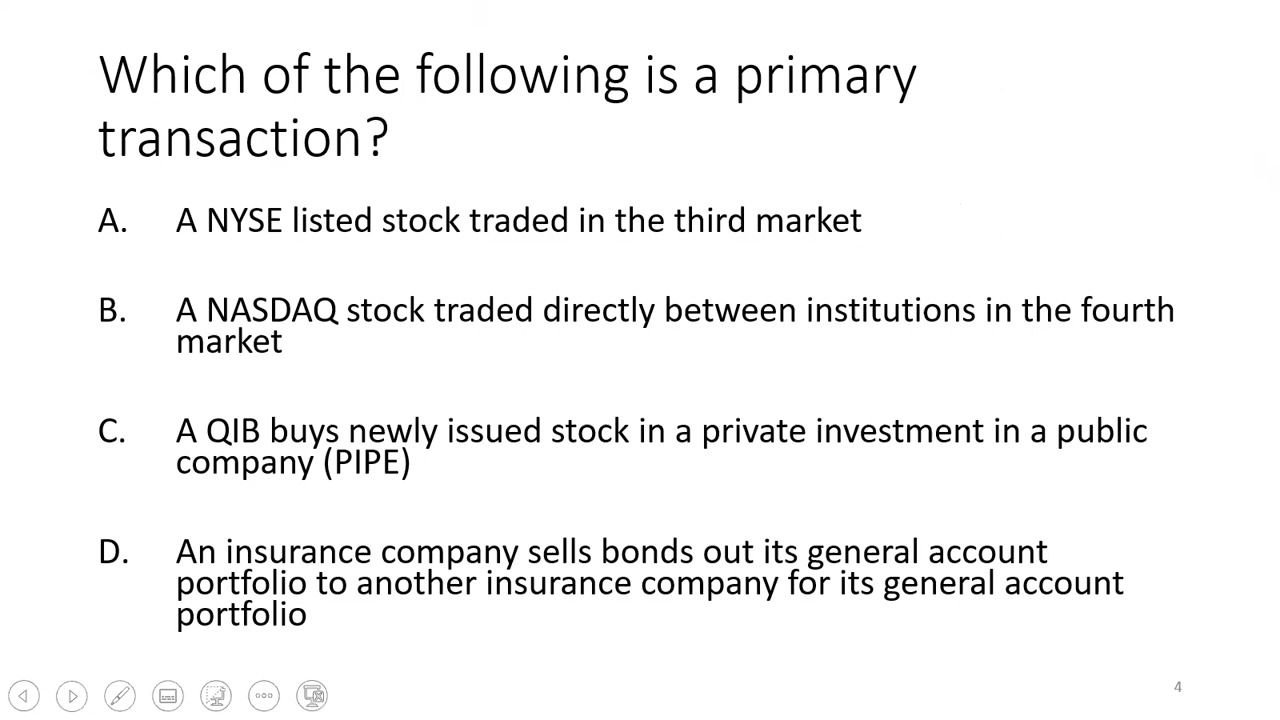 Which of the following is a primary
transaction?
A. A NYSE listed stock traded in the third market
B. A NASDAQ stock traded directly between institutions in the fourth
market
C. A QIB buys newly issued stock in a private investment in a public
company (PIPE)
D. An insurance company sells bonds out its general account
portfolio to another insurance company for its general account
portfolio
4